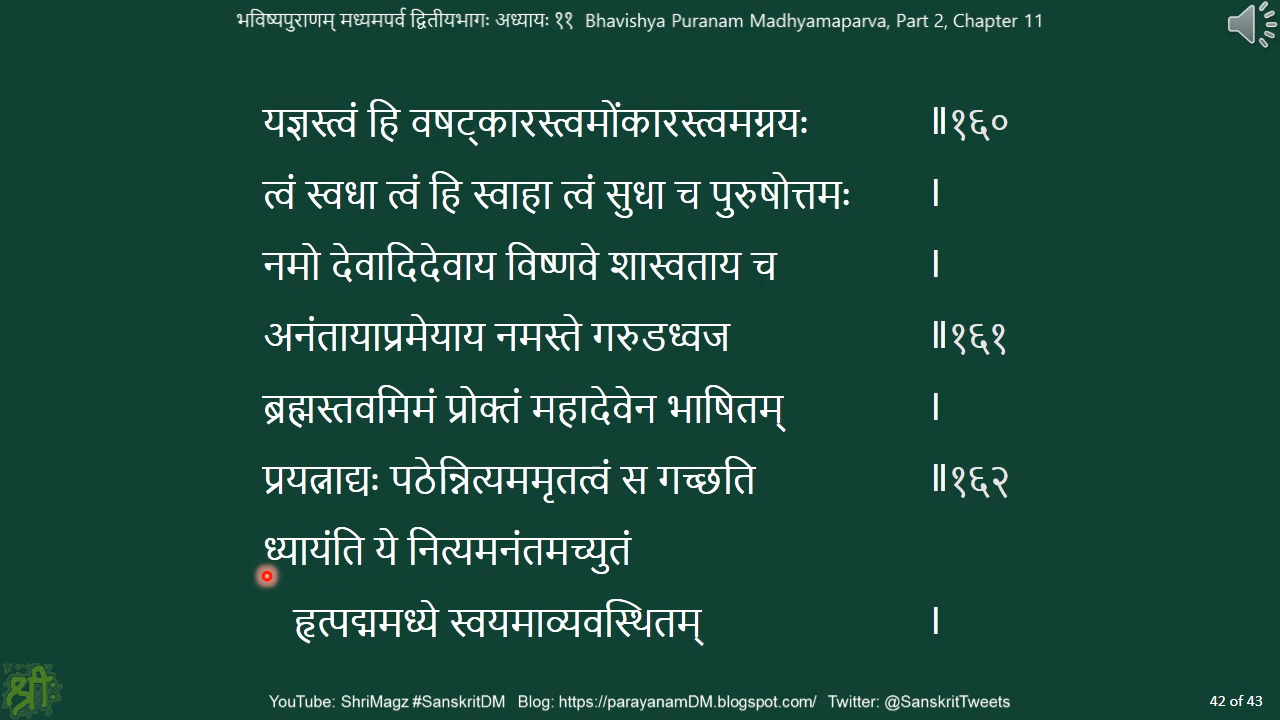 भविष्यपुराणम् मध्यमपर्व द्वितीयभागः अध्यायः ११ Bhavishya Puranam Madhyamaparva, Part 2, Chapter 11
यज्ञस्त्वं हि वषट्कारस्त्वमोंकारस्त्वमग्नयः ॥१६०
त्वं स्वधा त्वं हि स्वाहा त्वं सुधा च पुरुषोत्तमः ।
नमो देवादिदेवाय विष्णवे शास्वताय च ।
अनंतायाप्रमेयाय नमस्ते गरुडध्वज ॥१६१
ब्रह्मस्तवमिमं प्रोक्तं महादेवेन भाषितम् ।
प्रयत्नाद्यः पठेन्नित्यममृतत्वं स गच्छति ॥१६२
ध्यायंति ये नित्यमनंतमच्युतं
हृत्पद्ममध्ये स्वयमाव्यवस्थितम् ।
श्रीः
YouTube: ShriMagz #SanskritDM Blog: https://parayanamDM.blogspot.com/ Twitter: @SanskritTweets
42 of 43